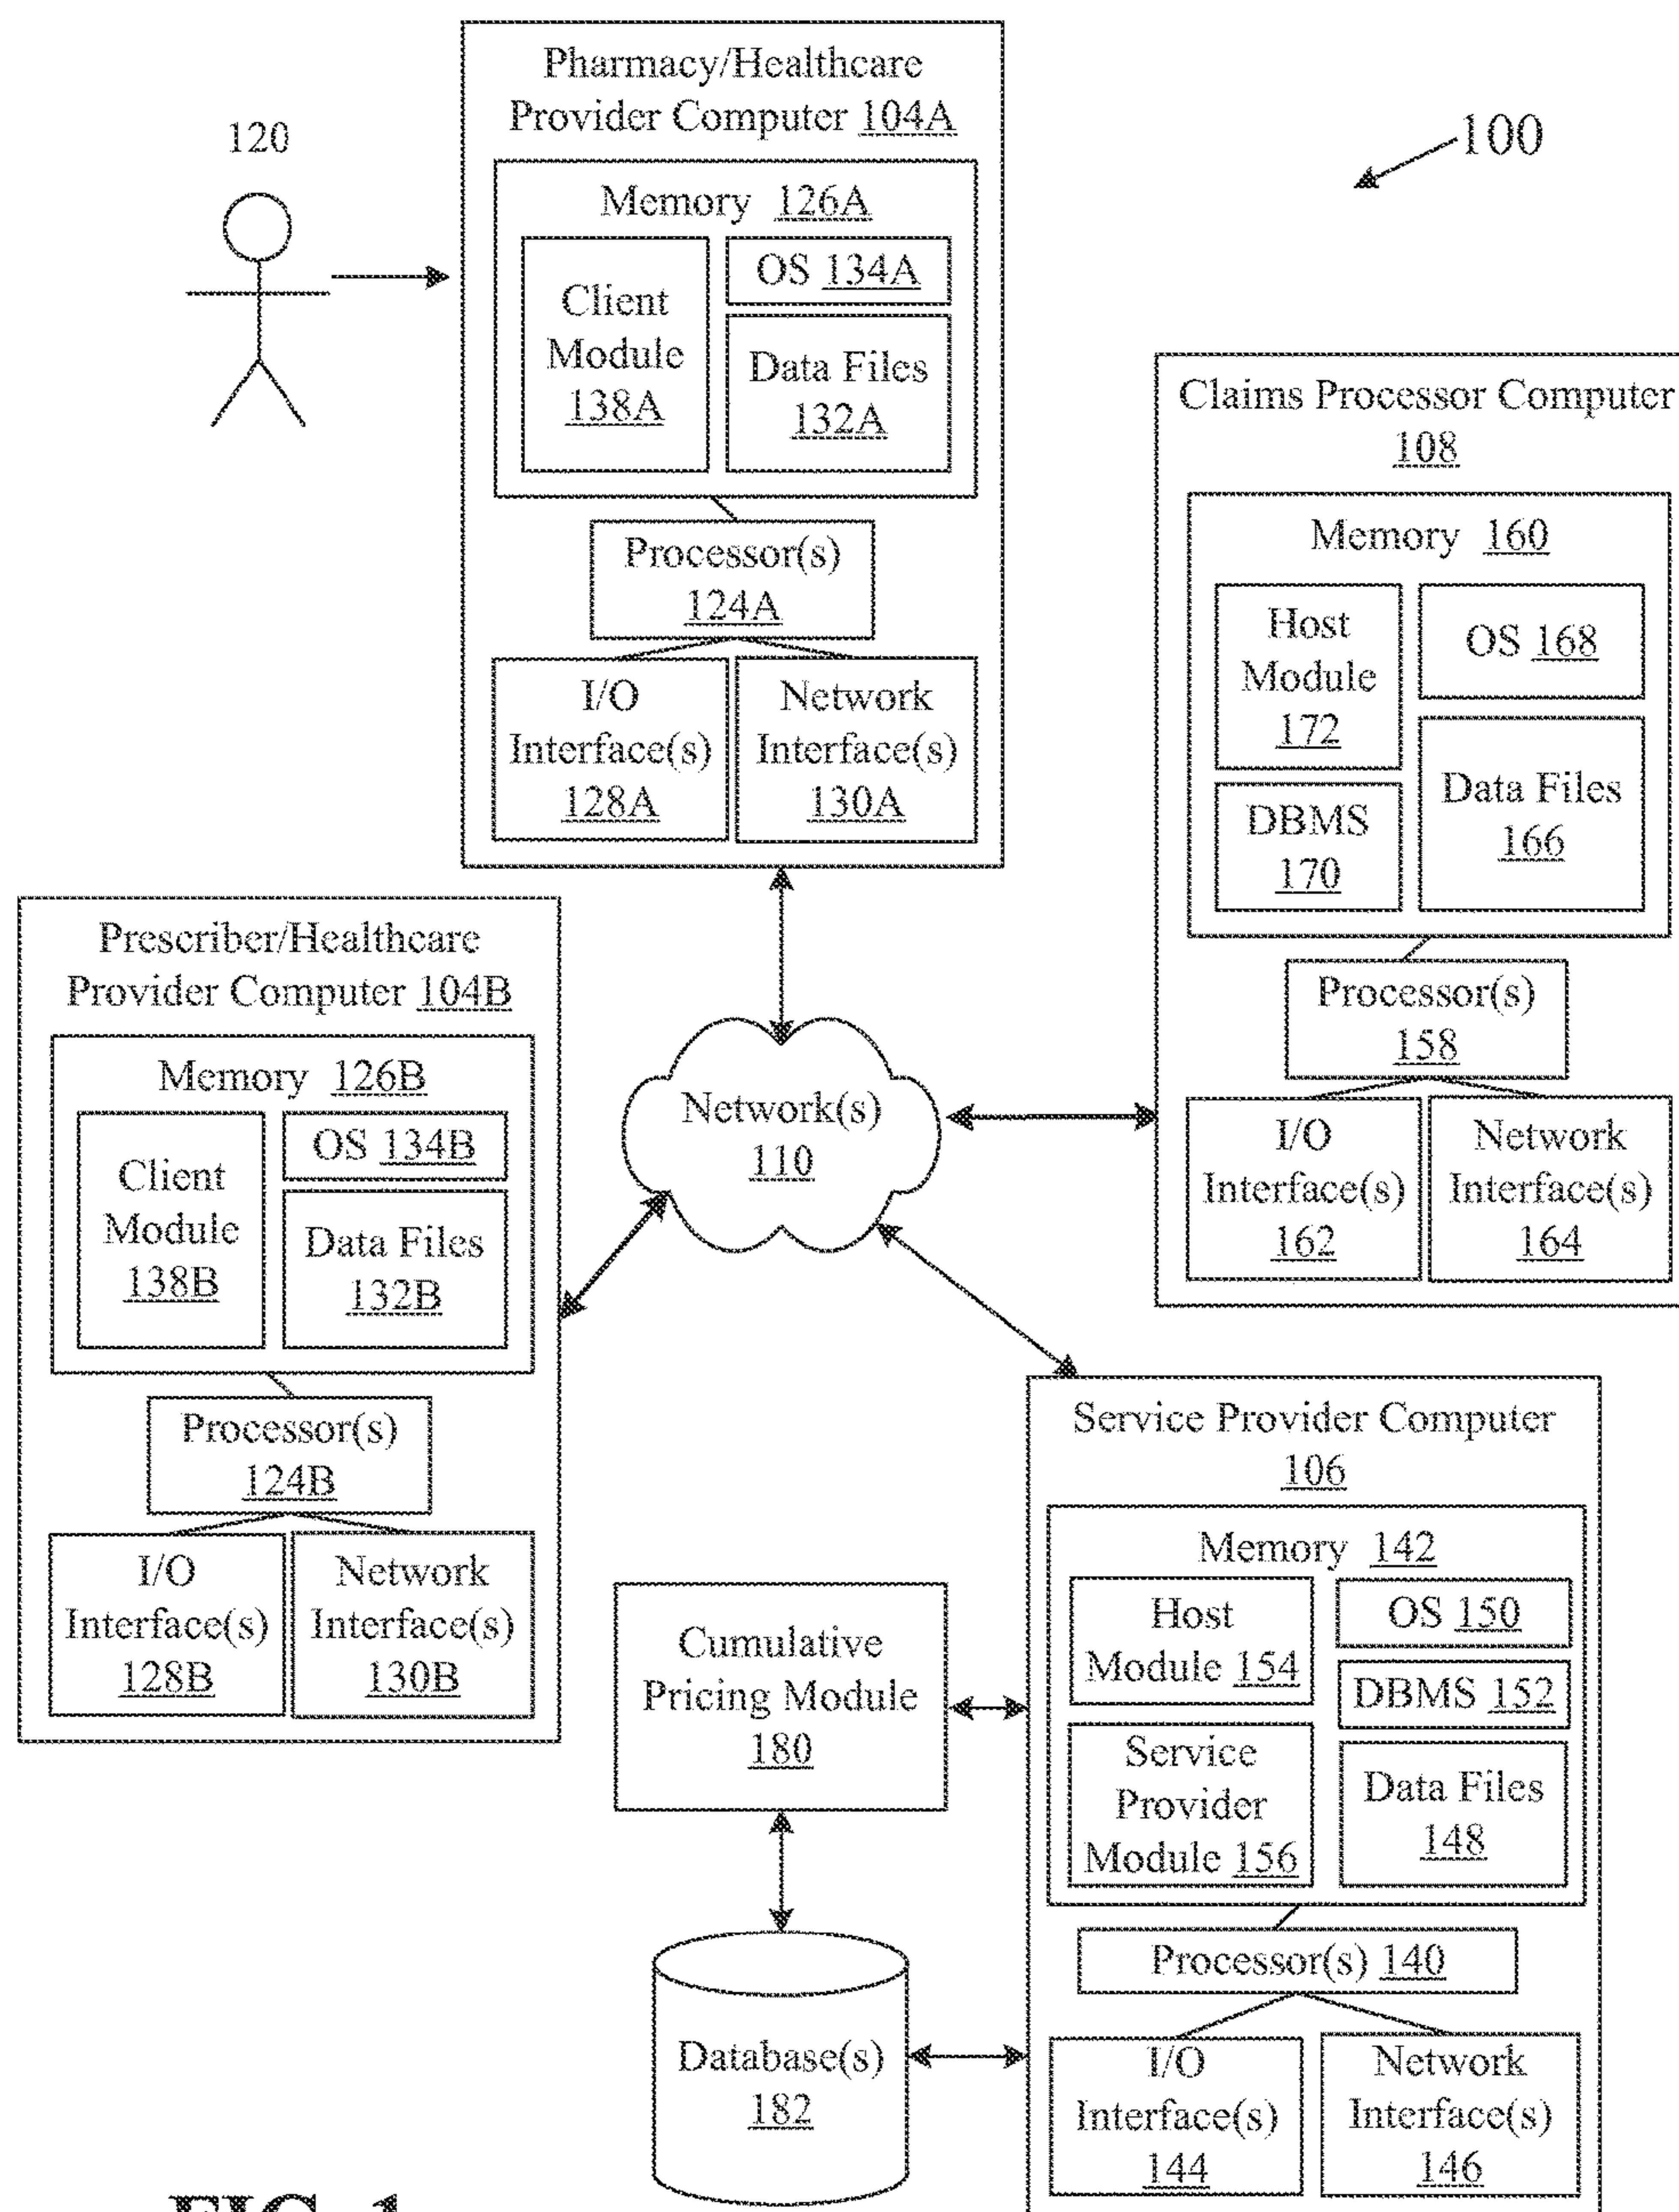 Pharmacy/Healthcare
Provider Computer 104A
120
100
Memory 126A
Client
Module
138A
OS 134A
Data Files
132A
Processor(s)
124A
I/O
Interface(s)
128A
Network
Interface(s)
130A
Claims Processor Computer
108
Memory 160
Host
Module
172
OS 168
DBMS
170
Data Files
166
Processor(s)
158
I/O
Interface(s)
162
Network
Interface(s)
164
Prescriber/Healthcare
Provider Computer 104B
Memory 126B
Client
Module
138B
OS 134B
Data Files
132B
Processor(s)
124B
I/O
Interface(s)
128B
Network
Interface(s)
130B
Network(s)
110
Service Provider Computer
106
Memory 142
Host
Module 154
OS 150
DBMS 152
Service
Provider
Module 156
Data Files
148
Processor(s) 140
I/O
Interface(s)
144
Network
Interface(s)
146
Cumulative
Pricing Module
180
Database(s)
182
FIG. 1